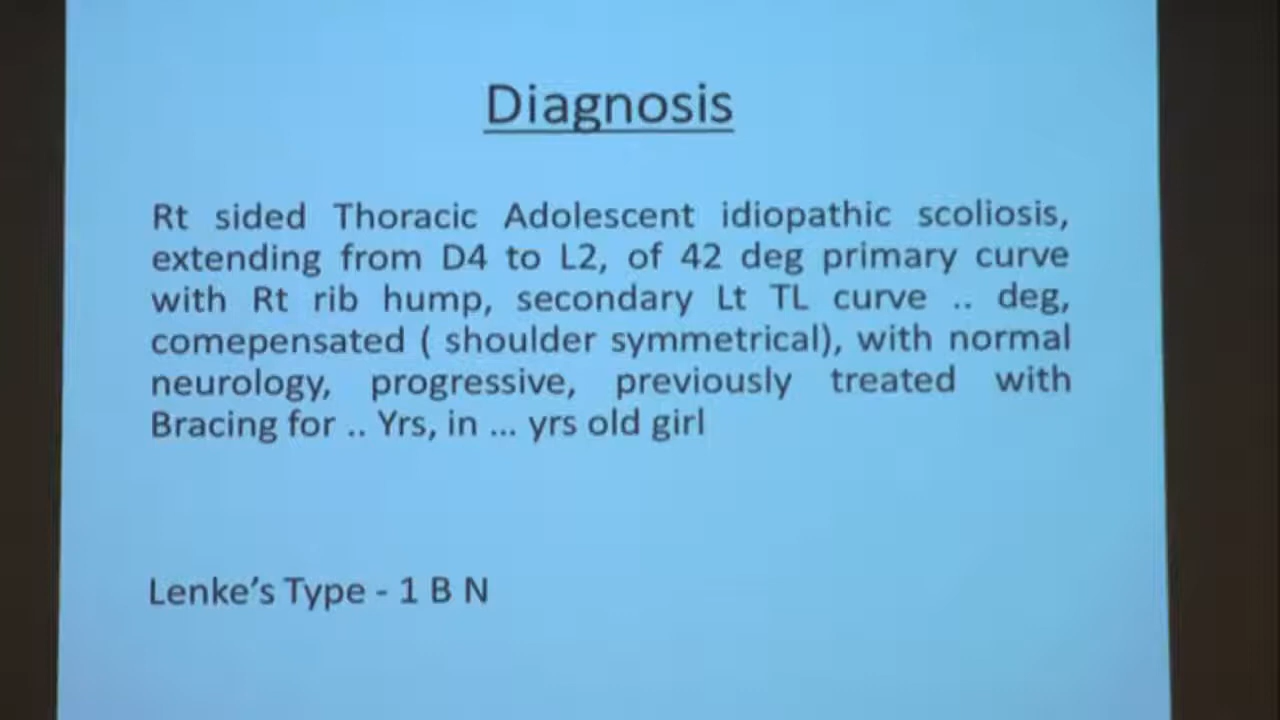 Diagnosis
Rt sided Thoracic Adolescent idiopathic scoliosis,
extending from D4 to L2, of 42 deg primary curve
with Rt rib hump, secondary Lt TL curve .. deg,
comepensated ( shoulder symmetrical), with normal
neurology, progressive, previously treated with
Bracing for .. Yrs, in ... yrs old girl
Lenke's Type - 1 B N